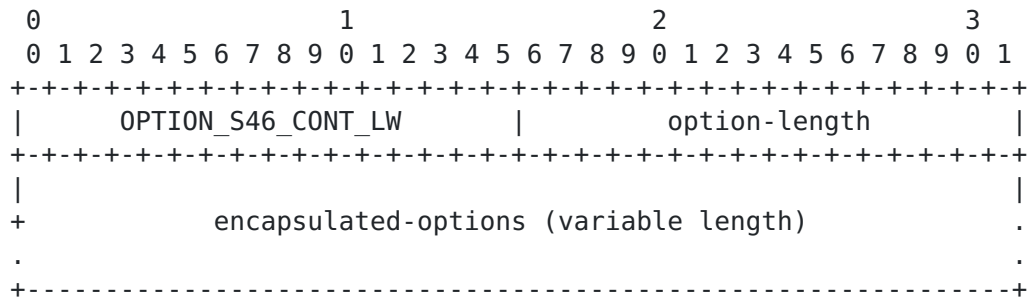 0                   1                   2                   3
 0 1 2 3 4 5 6 7 8 9 0 1 2 3 4 5 6 7 8 9 0 1 2 3 4 5 6 7 8 9 0 1
+-+-+-+-+-+-+-+-+-+-+-+-+-+-+-+-+-+-+-+-+-+-+-+-+-+-+-+-+-+-+-+-+
|      OPTION_S46_CONT_LW       |         option-length         |
+-+-+-+-+-+-+-+-+-+-+-+-+-+-+-+-+-+-+-+-+-+-+-+-+-+-+-+-+-+-+-+-+
|                                                               |
+            encapsulated-options (variable length)             .
.                                                               .
+---------------------------------------------------------------+